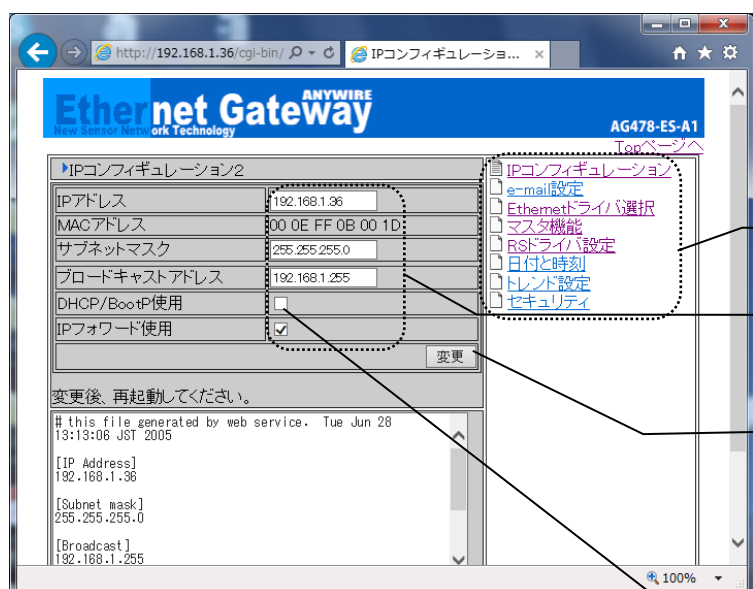 http://192.168.1.36/cgi-bin/
IPコンフィギュレーショ...
Ethernet Gateway
ANYWIRE
New Sensor Network Technology
AG478-ES-A1
Topページへ
IPコンフィギュレーション2
IPアドレス 192.168.1.36
MACアドレス 00 0E FF 0B 00 1D
サブネットマスク 255.255.255.0
ブロードキャストアドレス 192.168.1.255
DHCP/BootP使用
IPフォワード使用
変更
変更後、再起動してください。
# this file generated by web service. Tue Jun 28
13:13:06 JST 2005
[IP Address]
192.168.1.36
[Subnet mask]
255.255.255.0
[Broadcast]
192.168.1.255
IPコンフィギュレーション
e-mail設定
Ethernetドライバ選択
マスタ機能
RSドライバ設定
日付と時刻
トレンド設定
セキュリティ
100%